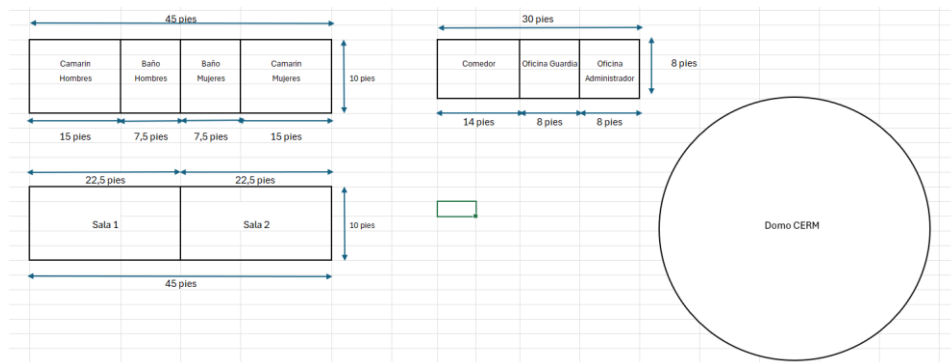 45 pies
Camarin
Hombres
Baño
Hombres
Baño
Mujeres
Camarin
Mujeres
10 pies
15 pies
7,5 pies
7,5 pies
15 pies
30 pies
Comedor
Oficina Guardia
Oficina
Administrador
8 pies
14 pies
8 pies
8 pies
22,5 pies
22,5 pies
Sala 1
Sala 2
10 pies
45 pies
Domo CERM